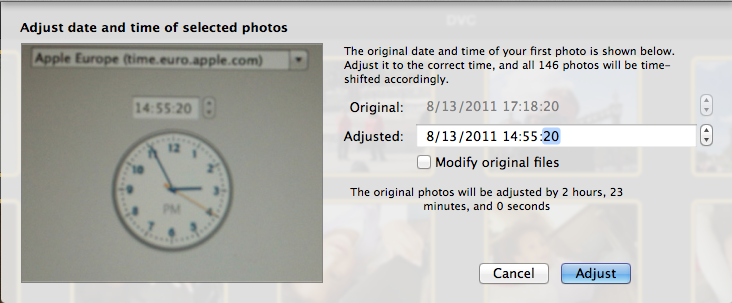 DVC
Adjust date and time of selected photos
Apple Europe (time.euro.apple.com)
14:55:20
12
11
1
10
2
9
3
8
4
7
5
6
PM
The original date and time of your first photo is shown below.
Adjust it to the correct time, and all 146 photos will be time-
shifted accordingly.
Original: 8/13/2011 17:18:20
Adjusted: 8/13/2011 14:55:20
Modify original files
The original photos will be adjusted by 2 hours, 23
minutes, and 0 seconds
Cancel
Adjust